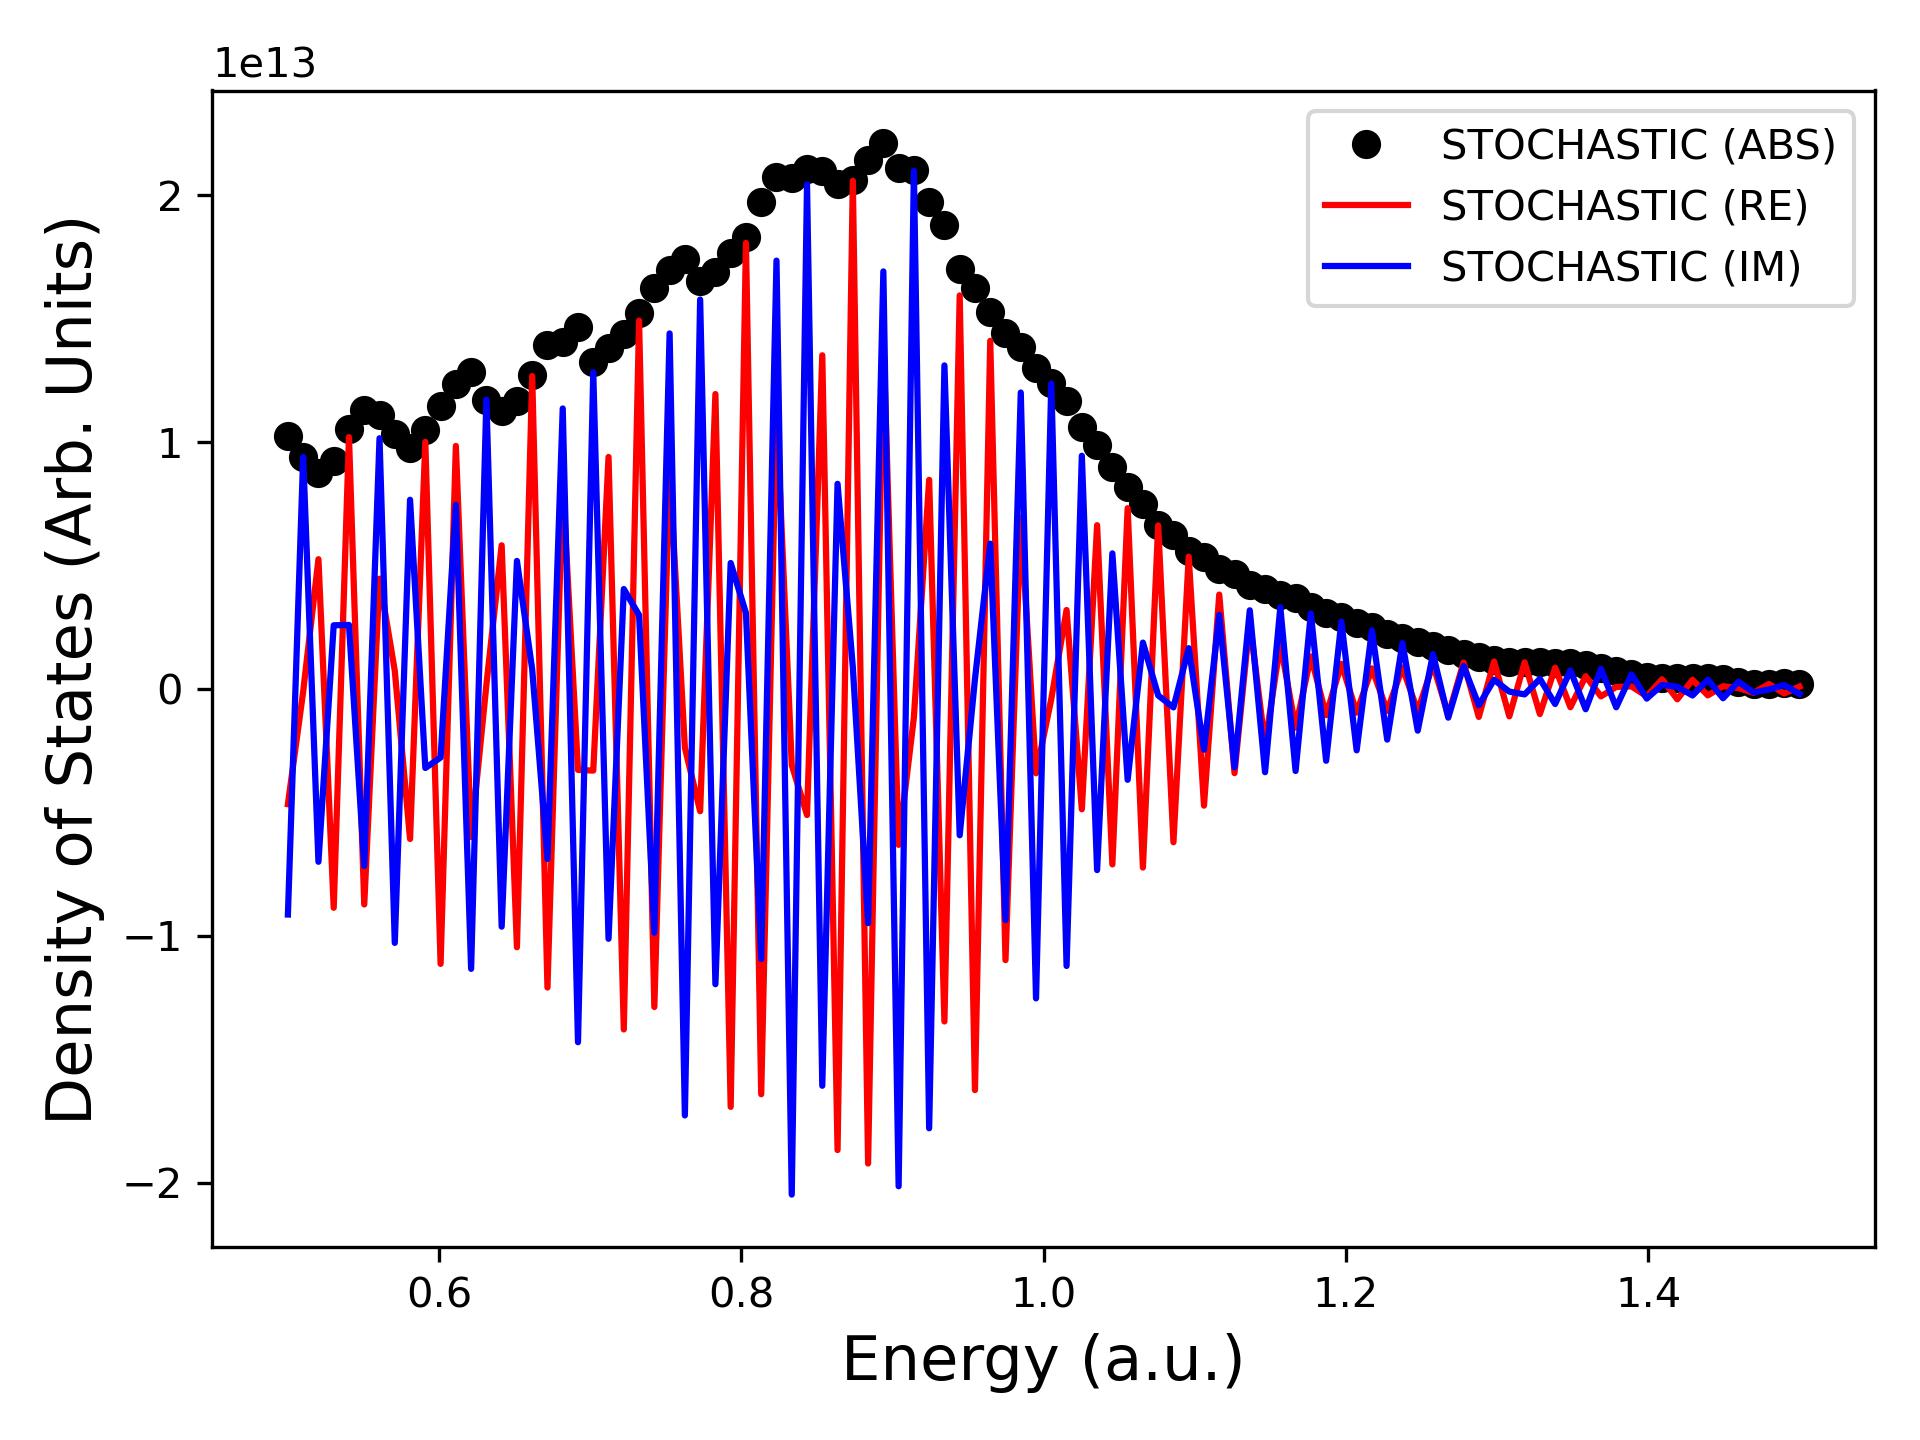 1e13
STOCHASTIC (ABS)
STOCHASTIC (RE)
STOCHASTIC (IM)
Density of States (Arb. Units)
2
1
0
−1
−2
0.6 0.8 1.0 1.2 1.4
Energy (a.u.)